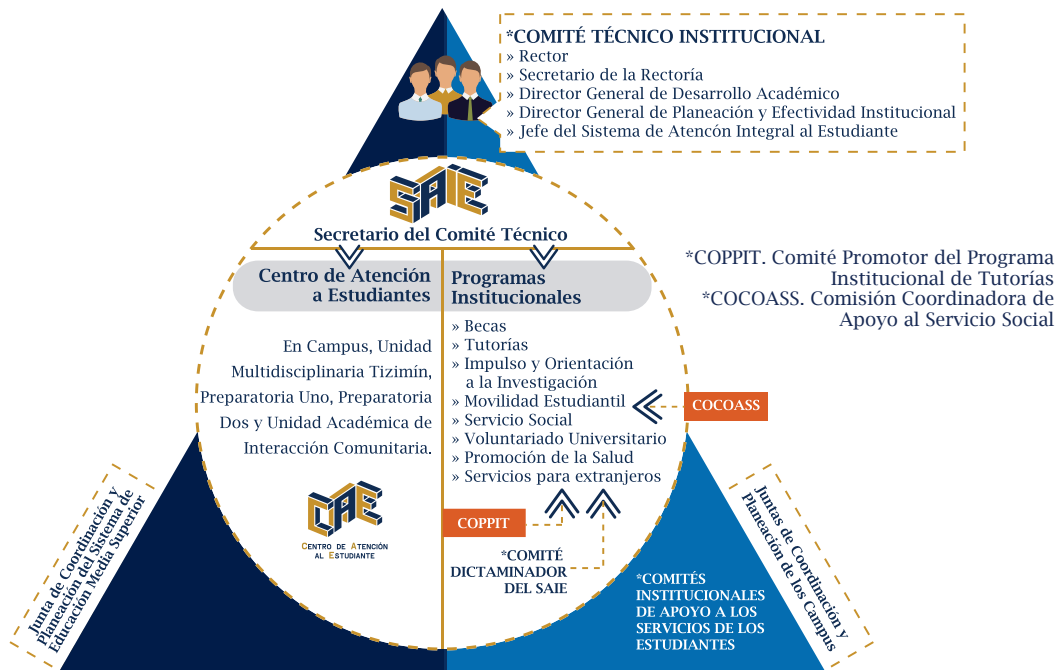 *COMITÉ TÉCNICO INSTITUCIONAL
» Rector
» Secretario de la Rectoría
» Director General de Desarrollo Académico
» Director General de Planeación y Efectividad Institucional
» Jefe del Sistema de Atencón Integral al Estudiante
SAIE
Secretario del Comité Técnico
Centro de Atención
a Estudiantes
En Campus, Unidad
Multidisciplinaria Tizimín,
Preparatoria Uno, Preparatoria
Dos y Unidad Académica de
Interacción Comunitaria.
CAE
CENTRO DE ATENCIÓN
AL ESTUDIANTE
Programas
Institucionales
» Becas
» Tutorías
» Impulso y Orientación
a la Investigación
» Movilidad Estudiantil
» Servicio Social
» Voluntariado Universitario
» Promoción de la Salud
» Servicios para extranjeros
COCOASS
COPPIT
*COMITÉ
DICTAMINADOR
DEL SAIE
*COMITÉS
INSTITUCIONALES
DE APOYO A LOS
SERVICIOS DE LOS
ESTUDIANTES
*COPPIT. Comité Promotor del Programa
Institucional de Tutorías
*COCOASS. Comisión Coordinadora de
Apoyo al Servicio Social
Junta de Coordinación y
Planeación del Sistema de
Educación Media Superior
Juntas de Coordinación y
Planeación de los Campus